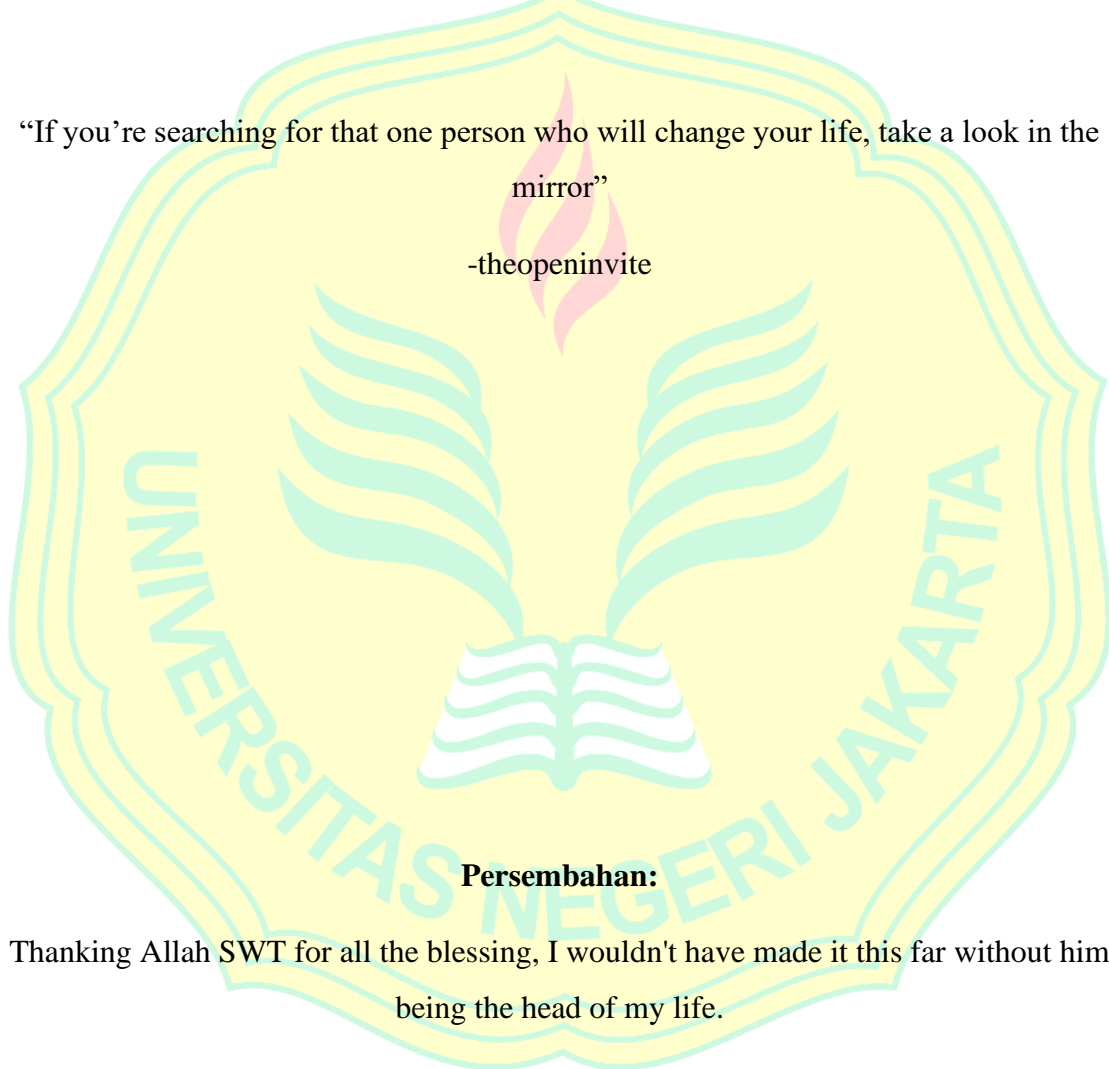 “If you’re searching for that one person who will change your life, take a look in the
mirror”
-theopeninvite
UNIVERSITAS NEGERI JAKARTA
Persembahan:
Thanking Allah SWT for all the blessing, I wouldn't have made it this far without him
being the head of my life.